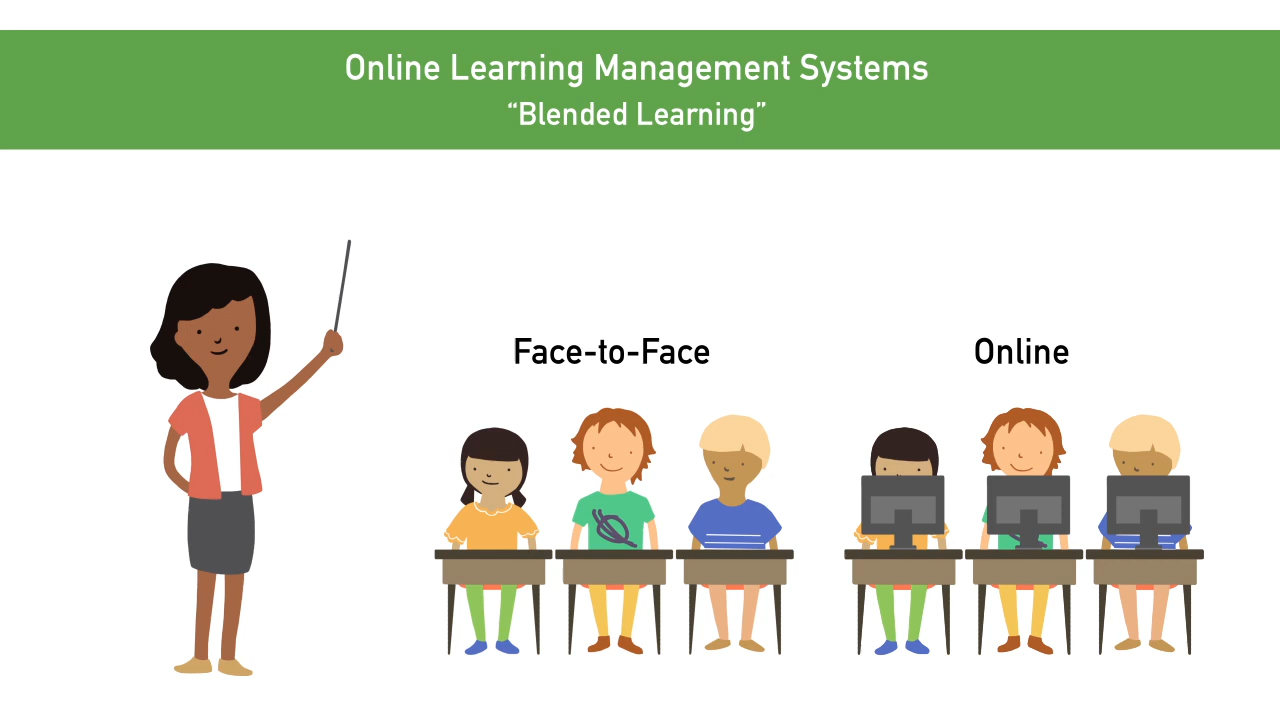 Online Learning Management Systems
“Blended Learning”
Face-to-Face
Online